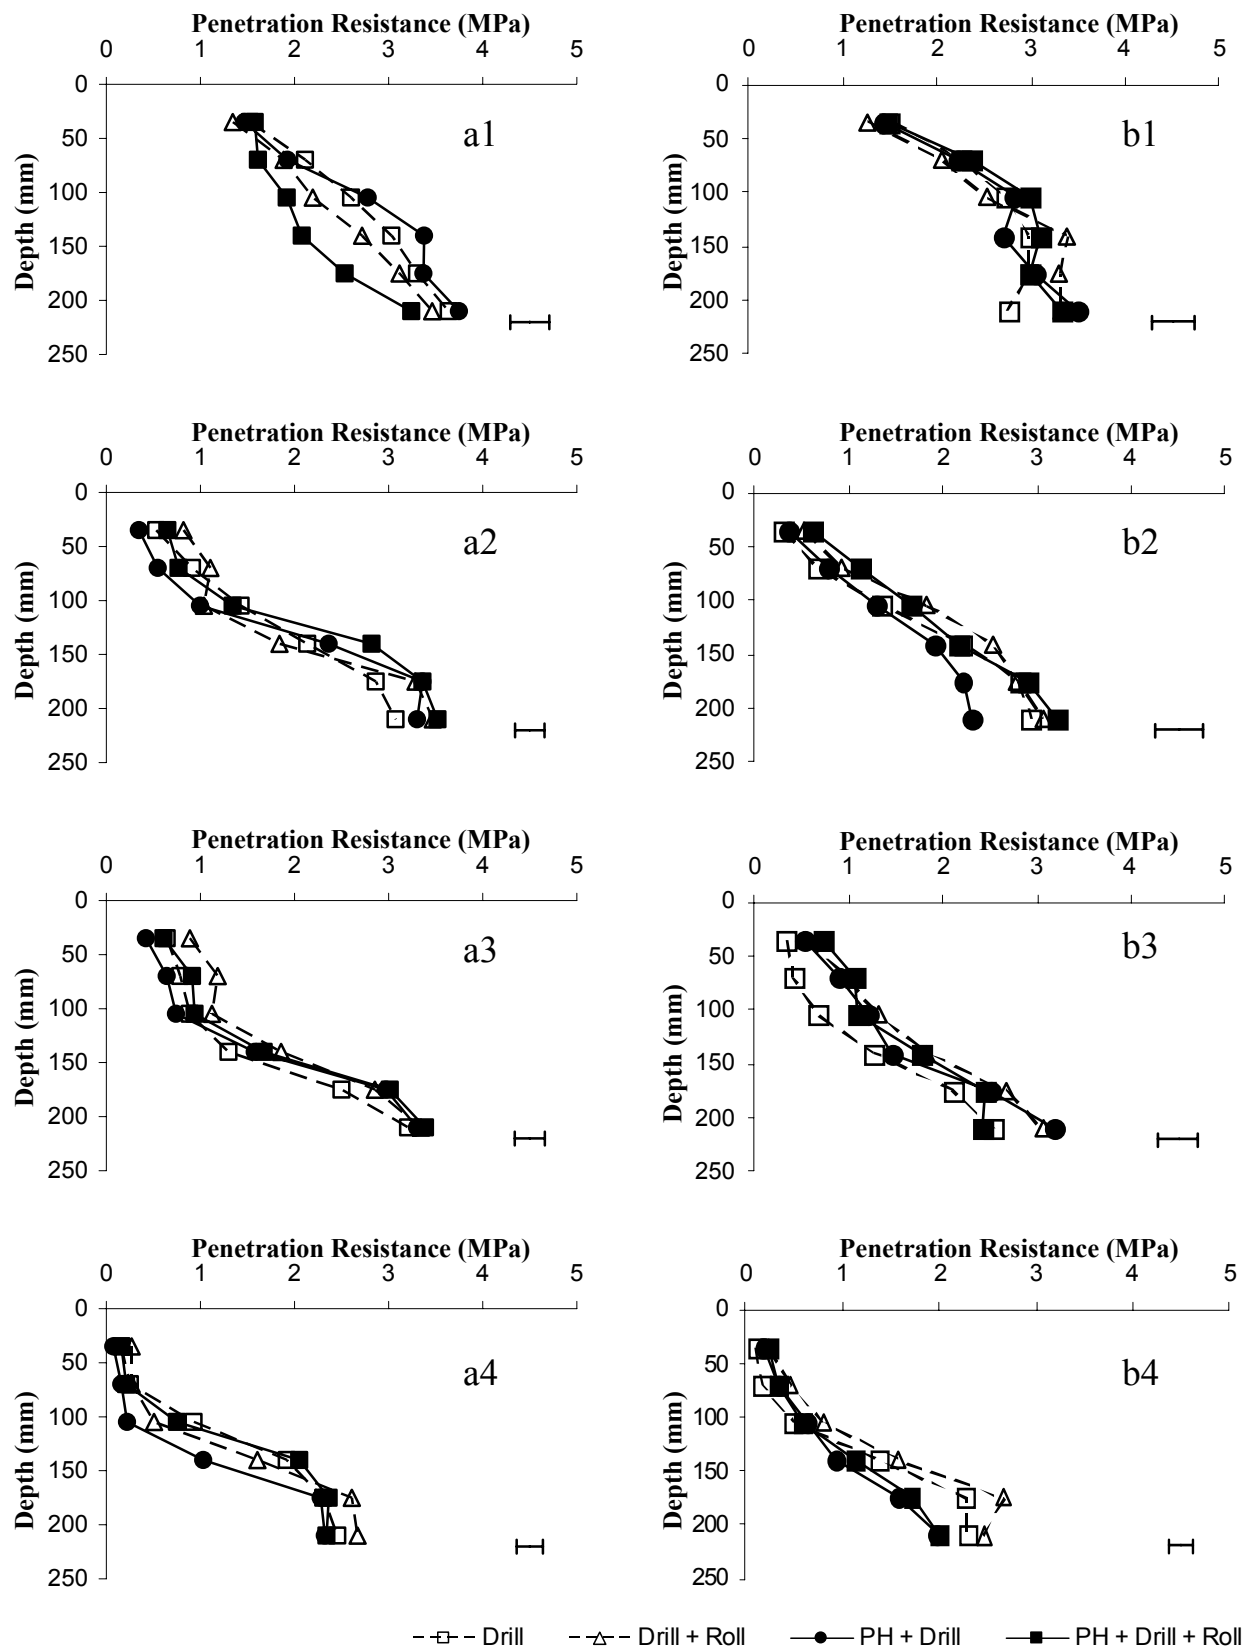 Penetration Resistance (MPa)
0 1 2 3 4 5
0
50
100
150
200
250
Depth (mm)
a1
Penetration Resistance (MPa)
0 1 2 3 4 5
0
50
100
150
200
250
Depth (mm)
b1
Penetration Resistance (MPa)
0 1 2 3 4 5
0
50
100
150
200
250
Depth (mm)
a2
Penetration Resistance (MPa)
0 1 2 3 4 5
0
50
100
150
200
250
Depth (mm)
b2
Penetration Resistance (MPa)
0 1 2 3 4 5
0
50
100
150
200
250
Depth (mm)
a3
Penetration Resistance (MPa)
0 1 2 3 4 5
0
50
100
150
200
250
Depth (mm)
b3
Penetration Resistance (MPa)
0 1 2 3 4 5
0
50
100
150
200
250
Depth (mm)
a4
Penetration Resistance (MPa)
0 1 2 3 4 5
0
50
100
150
200
250
Depth (mm)
b4
Drill Drill + Roll PH + Drill PH + Drill + Roll